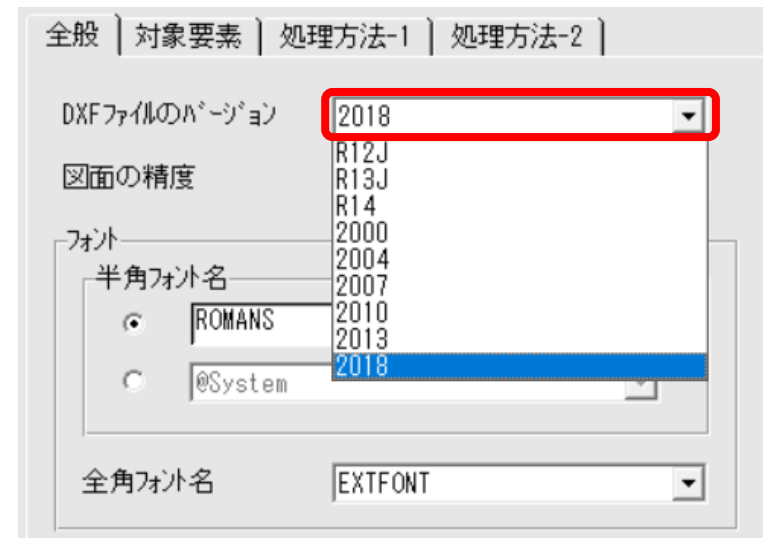 全般 対象要素 処理方法-1 処理方法-2
DXFﾌｧｲﾙのﾊﾞｰｼﾞｮﾝ 2018
R12J
図面の精度 R13J
R14
2000
ﾌｫﾝﾄ
2004
半角ﾌｫﾝﾄ名 2007
2010
ROMANS
2013
2018
@System
全角ﾌｫﾝﾄ名 EXTFONT